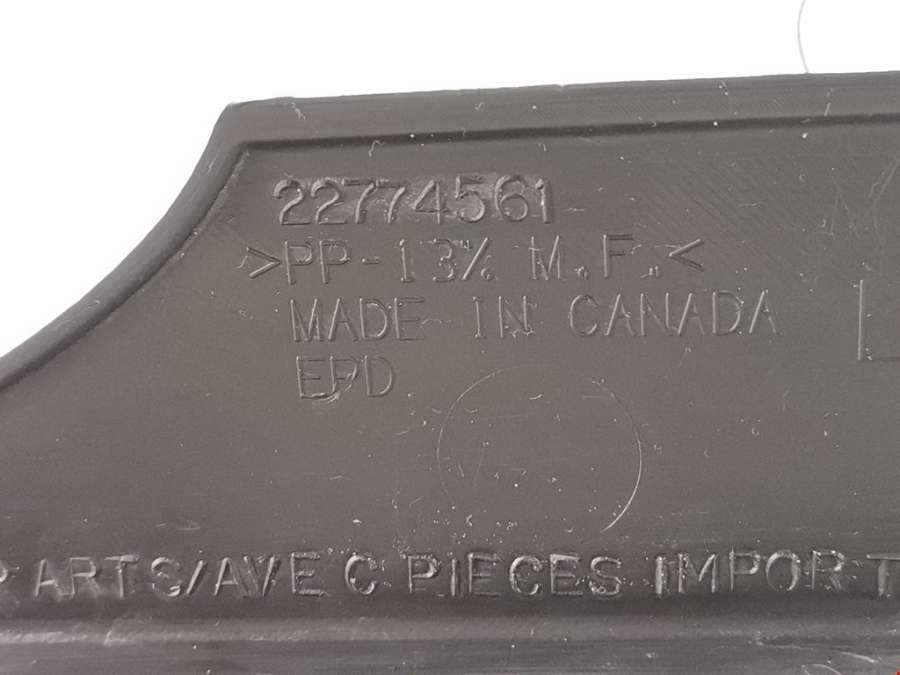 22774561
>PP-13% M.F.<
MADE IN CANADA
EPD
PARTS/AVEC PIECES IMPORT